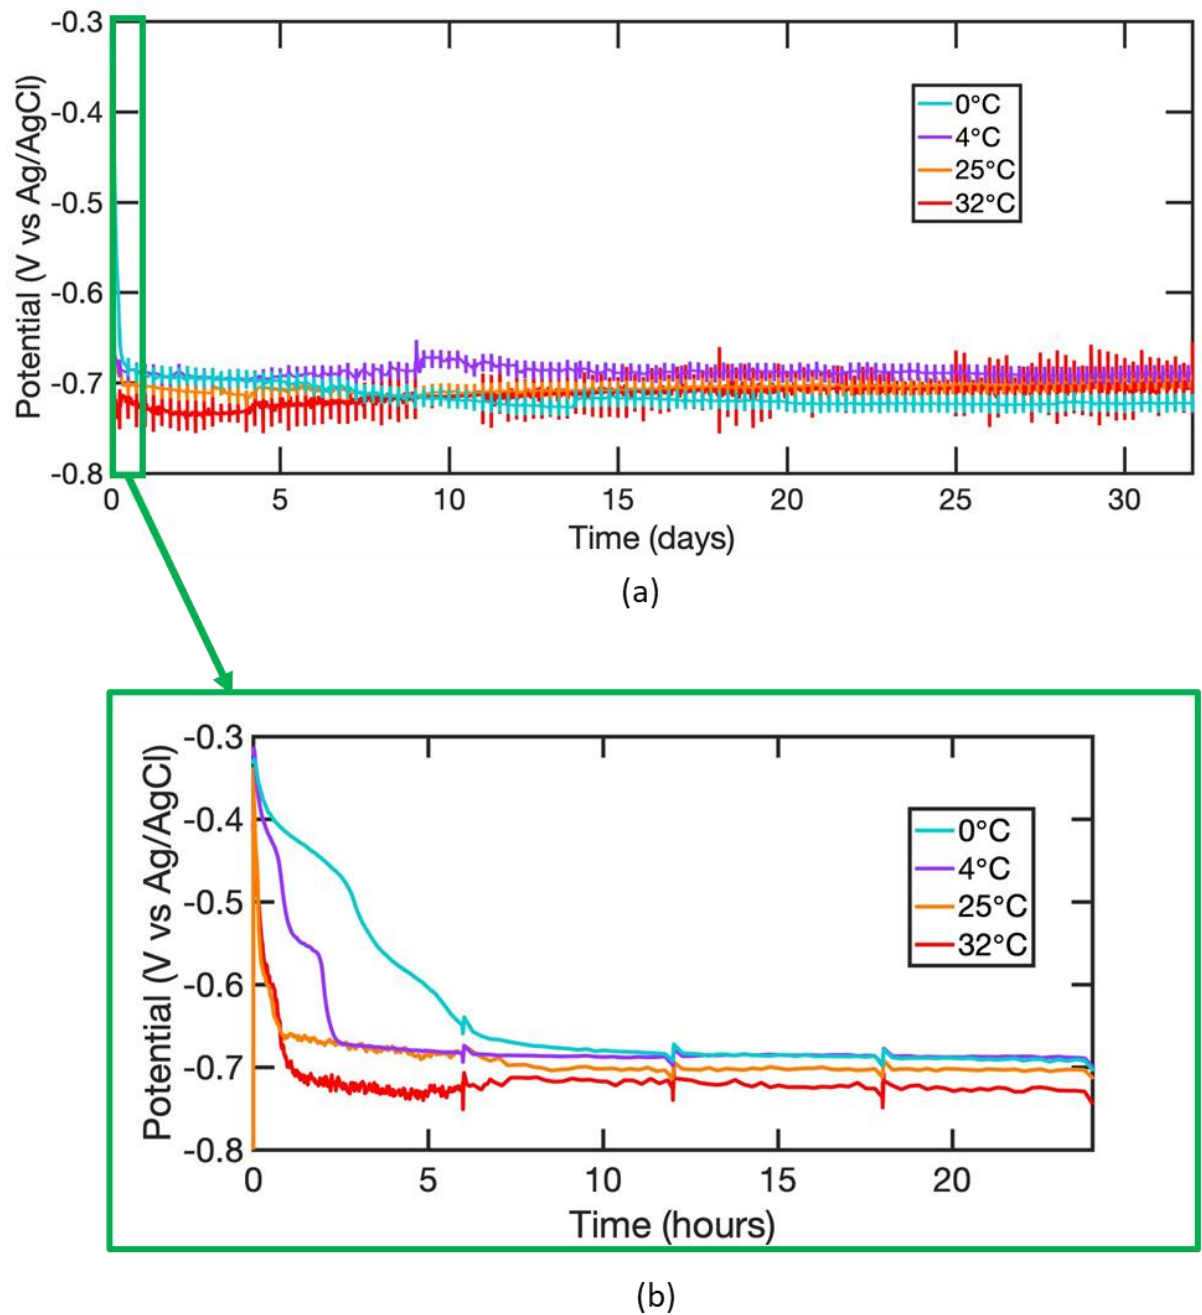 -0.3
-0.4
-0.5
-0.6
-0.7
-0.8
Potential (V vs Ag/AgCl)
0°C
4°C
25°C
32°C
0 5 10 15 20 25 30
Time (days)
(a)
-0.3
-0.4
-0.5
-0.6
-0.7
-0.8
Potential (V vs Ag/AgCl)
0°C
4°C
25°C
32°C
0 5 10 15 20
Time (hours)
(b)